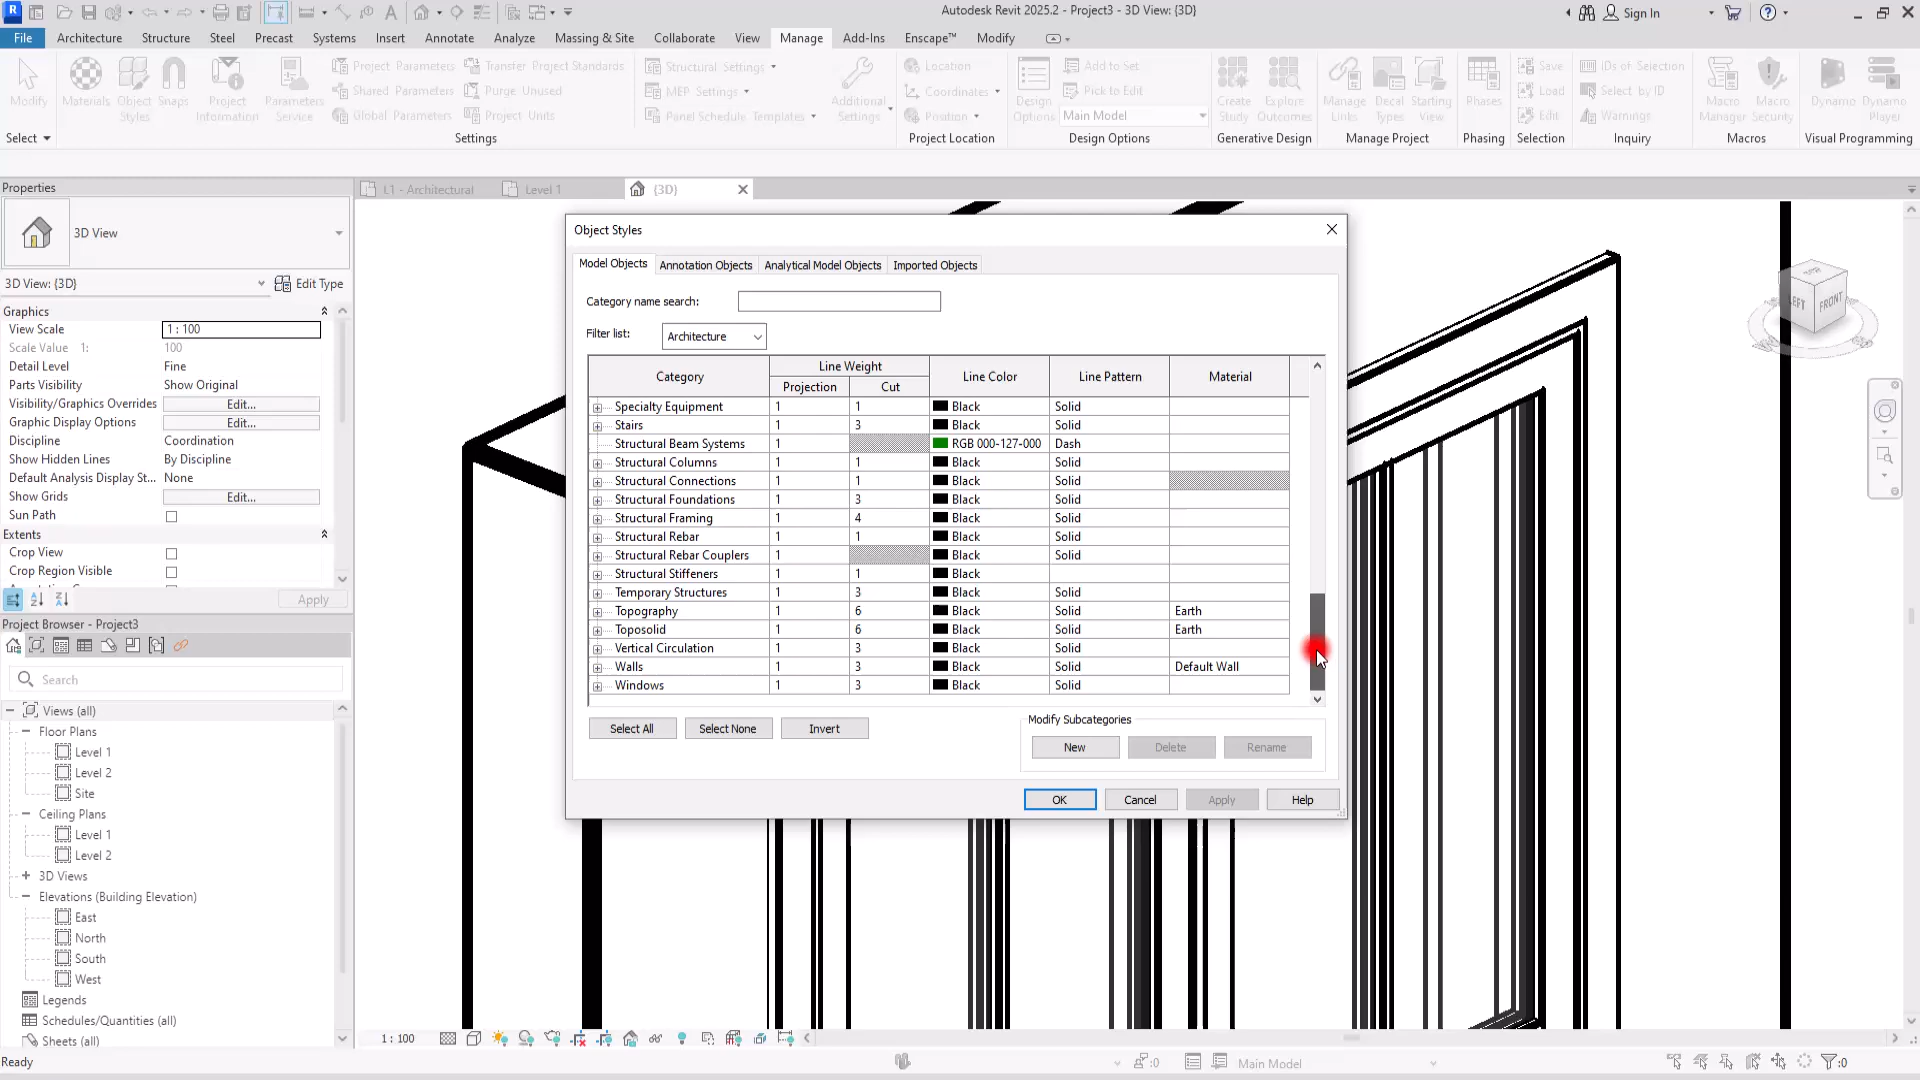 Autodesk Revit 2025.2 - Project3 - 3D View: {3D}
Sign In
File Architecture Structure Steel Precast Systems Insert Annotate Analyze Massing & Site Collaborate View Manage Add-Ins Enscape™ Modify
Modify
Materials
Object Styles
Snaps
Project Information
Parameters Service
Project Parameters
Shared Parameters
Global Parameters
Transfer Project Standards
Purge Unused
Project Units
Structural Settings
MEP Settings
Panel Schedule Templates
Additional Settings
Location
Coordinates
Position
Design Options
Add to Set
Pick to Edit
Main Model
Create Study
Explore Outcomes
Manage Links
Decal Types
Starting View
Phases
Save
Load
Edit
IDs of Selection
Select by ID
Warnings
Macro Manager
Macro Security
Dynamo
Dynamo Player
Select Settings Project Location Design Options Generative Design Manage Project Phasing Selection Inquiry Macros Visual Programming
Properties
3D View
3D View: {3D} Edit Type
Graphics
View Scale 1 : 100
Scale Value 1: 100
Detail Level Fine
Parts Visibility Show Original
Visibility/Graphics Overrides Edit...
Graphic Display Options Edit...
Discipline Coordination
Show Hidden Lines By Discipline
Default Analysis Display St... None
Show Grids Edit...
Sun Path
Extents
Crop View
Crop Region Visible
Apply
Project Browser - Project3
Search
Views (all)
Floor Plans
Level 1
Level 2
Site
Ceiling Plans
Level 1
Level 2
3D Views
Elevations (Building Elevation)
East
North
South
West
Legends
Schedules/Quantities (all)
Sheets (all)
L1 - Architectural Level 1 {3D}
Object Styles
Model Objects Annotation Objects Analytical Model Objects Imported Objects
Category name search:
Filter list: Architecture
Category Line Weight Line Color Line Pattern Material
Projection Cut
Specialty Equipment 1 1 Black Solid
Stairs 1 3 Black Solid
Structural Beam Systems 1 RGB 000-127-000 Dash
Structural Columns 1 1 Black Solid
Structural Connections 1 1 Black Solid
Structural Foundations 1 3 Black Solid
Structural Framing 1 4 Black Solid
Structural Rebar 1 1 Black Solid
Structural Rebar Couplers 1 Black Solid
Structural Stiffeners 1 1 Black
Temporary Structures 1 3 Black Solid
Topography 1 6 Black Solid Earth
Toposolid 1 6 Black Solid Earth
Vertical Circulation 1 3 Black Solid
Walls 1 3 Black Solid Default Wall
Windows 1 3 Black Solid
Select All Select None Invert
Modify Subcategories
New Delete Rename
OK Cancel Apply Help
LEFT FRONT
1 : 100
Ready
:0
Main Model
:0